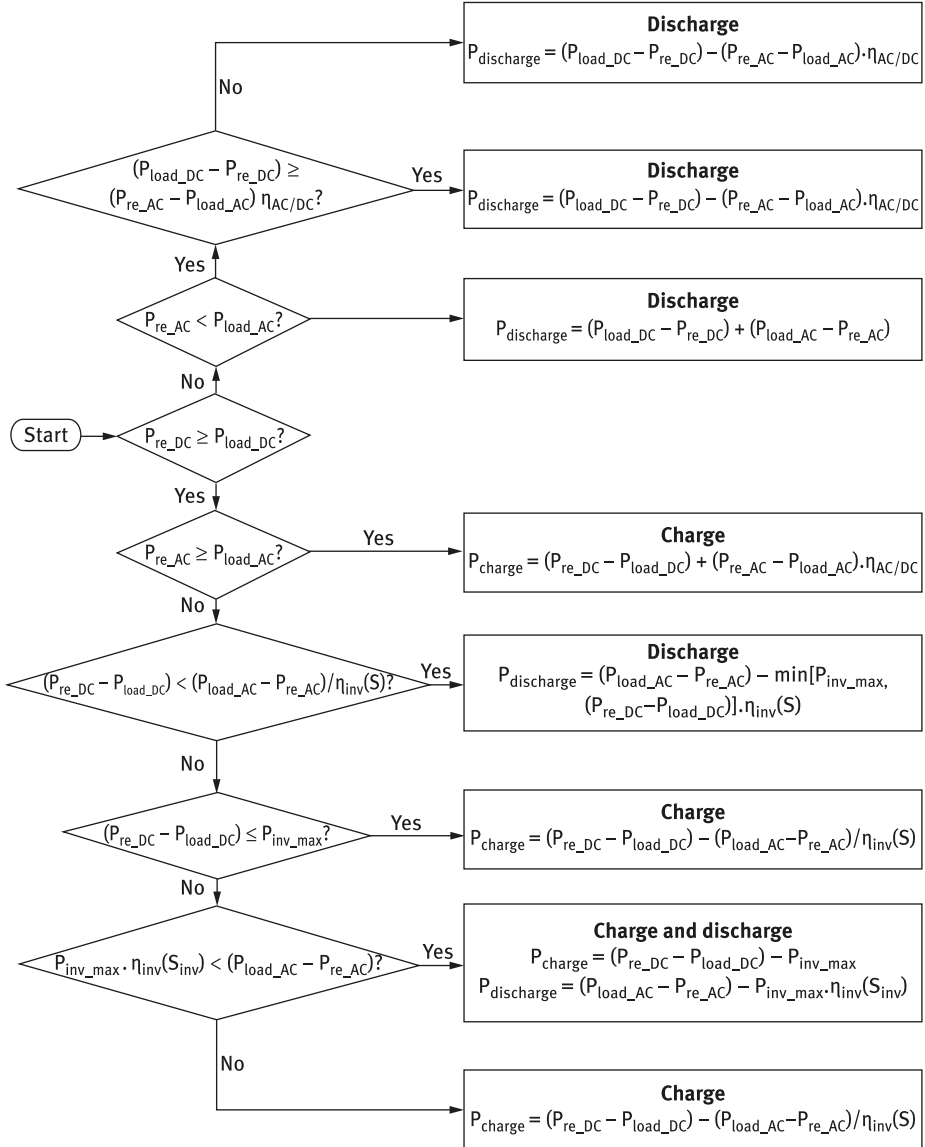 Discharge
P_discharge = (P_load_DC – P_re_DC) – (P_re_AC – P_load_AC).η_AC/DC
No
(P_load_DC – P_re_DC) ≥
(P_re_AC – P_load_AC) η_AC/DC?
Yes
Discharge
P_discharge = (P_load_DC – P_re_DC) – (P_re_AC – P_load_AC).η_AC/DC
Yes
P_re_AC < P_load_AC?
Discharge
P_discharge = (P_load_DC – P_re_DC) + (P_load_AC – P_re_AC)
No
Start
P_re_DC ≥ P_load_DC?
Yes
P_re_AC ≥ P_load_AC?
Yes
Charge
P_charge = (P_re_DC – P_load_DC) + (P_re_AC – P_load_AC).η_AC/DC
No
(P_re_DC – P_load_DC) < (P_load_AC – P_re_AC)/η_inv(S)?
Yes
Discharge
P_discharge = (P_load_AC – P_re_AC) – min[P_inv_max,
(P_re_DC–P_load_DC)].η_inv(S)
No
(P_re_DC – P_load_DC) ≤ P_inv_max?
Yes
Charge
P_charge = (P_re_DC – P_load_DC) – (P_load_AC–P_re_AC)/η_inv(S)
No
P_inv_max. η_inv(S_inv) < (P_load_AC – P_re_AC)?
Yes
Charge and discharge
P_charge = (P_re_DC – P_load_DC) – P_inv_max
P_discharge = (P_load_AC – P_re_AC) – P_inv_max.η_inv(S_inv)
No
Charge
P_charge = (P_re_DC – P_load_DC) – (P_load_AC–P_re_AC)/η_inv(S)